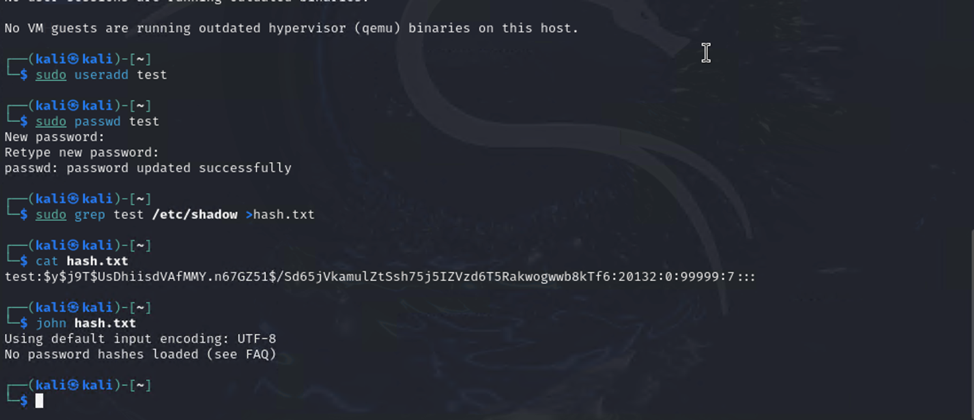 No VM guests are running outdated hypervisor (qemu) binaries on this host.
┌──(kali㉿kali)-[~]
└─$ sudo useradd test
┌──(kali㉿kali)-[~]
└─$ sudo passwd test
New password:
Retype new password:
passwd: password updated successfully
┌──(kali㉿kali)-[~]
└─$ sudo grep test /etc/shadow >hash.txt
┌──(kali㉿kali)-[~]
└─$ cat hash.txt
test:$y$j9T$UsDhiisdVAfMMY.n67GZ51$/Sd65jVkamulZtSsh75j5IZVzd6T5Rakwogwwb8kTf6:20132:0:99999:7:::
┌──(kali㉿kali)-[~]
└─$ john hash.txt
Using default input encoding: UTF-8
No password hashes loaded (see FAQ)
┌──(kali㉿kali)-[~]
└─$